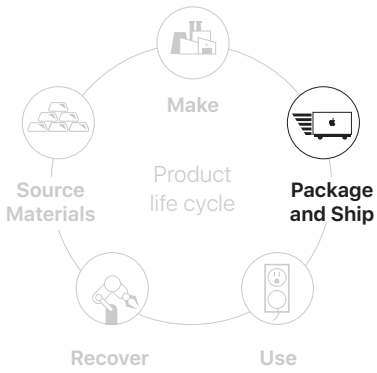 Make
Source
Materials
Product
life cycle
Package
and Ship
Recover
Use